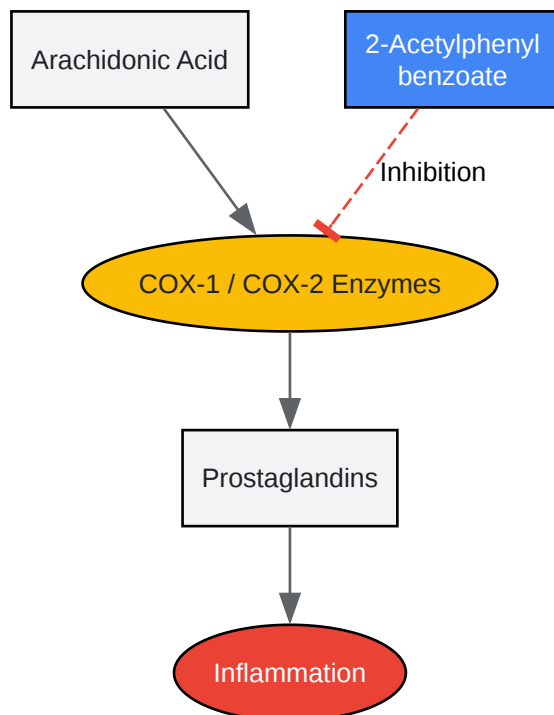 Arachidonic Acid
2-Acetylphenyl
benzoate
Inhibition
COX-1 / COX-2 Enzymes
Prostaglandins
Inflammation